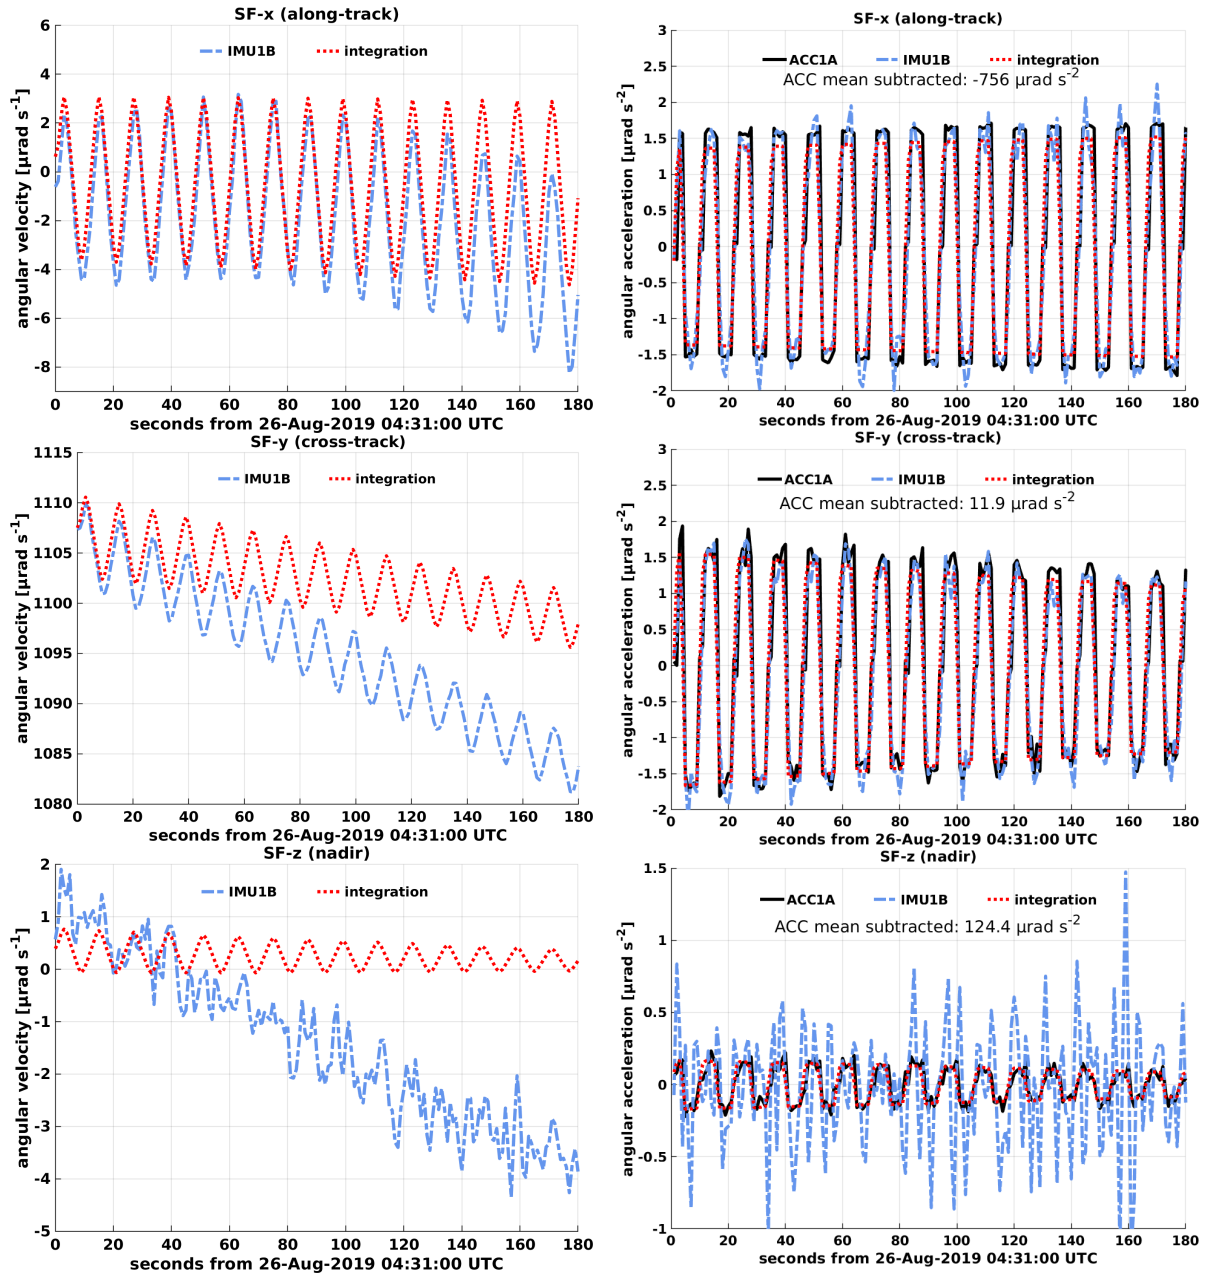 SF-x (along-track)
IMU1B integration
6
4
2
0
-2
-4
-6
-8
angular velocity [µrad s-1]
0 20 40 60 80 100 120 140 160 180
seconds from 26-Aug-2019 04:31:00 UTC
SF-x (along-track)
ACC1A IMU1B integration
ACC mean subtracted: -756 µrad s-2
3
2.5
2
1.5
1
0.5
0
-0.5
-1
-1.5
-2
angular acceleration [µrad s-2]
0 20 40 60 80 100 120 140 160 180
seconds from 26-Aug-2019 04:31:00 UTC
SF-y (cross-track)
IMU1B integration
1115
1110
1105
1100
1095
1090
1085
1080
angular velocity [µrad s-1]
0 20 40 60 80 100 120 140 160 180
seconds from 26-Aug-2019 04:31:00 UTC
SF-y (cross-track)
ACC1A IMU1B integration
ACC mean subtracted: 11.9 µrad s-2
3
2.5
2
1.5
1
0.5
0
-0.5
-1
-1.5
-2
angular acceleration [µrad s-2]
0 20 40 60 80 100 120 140 160 180
seconds from 26-Aug-2019 04:31:00 UTC
SF-z (nadir)
IMU1B integration
2
1
0
-1
-2
-3
-4
-5
angular velocity [µrad s-1]
0 20 40 60 80 100 120 140 160 180
seconds from 26-Aug-2019 04:31:00 UTC
SF-z (nadir)
ACC1A IMU1B integration
ACC mean subtracted: 124.4 µrad s-2
1.5
1
0.5
0
-0.5
-1
angular acceleration [µrad s-2]
0 20 40 60 80 100 120 140 160 180
seconds from 26-Aug-2019 04:31:00 UTC